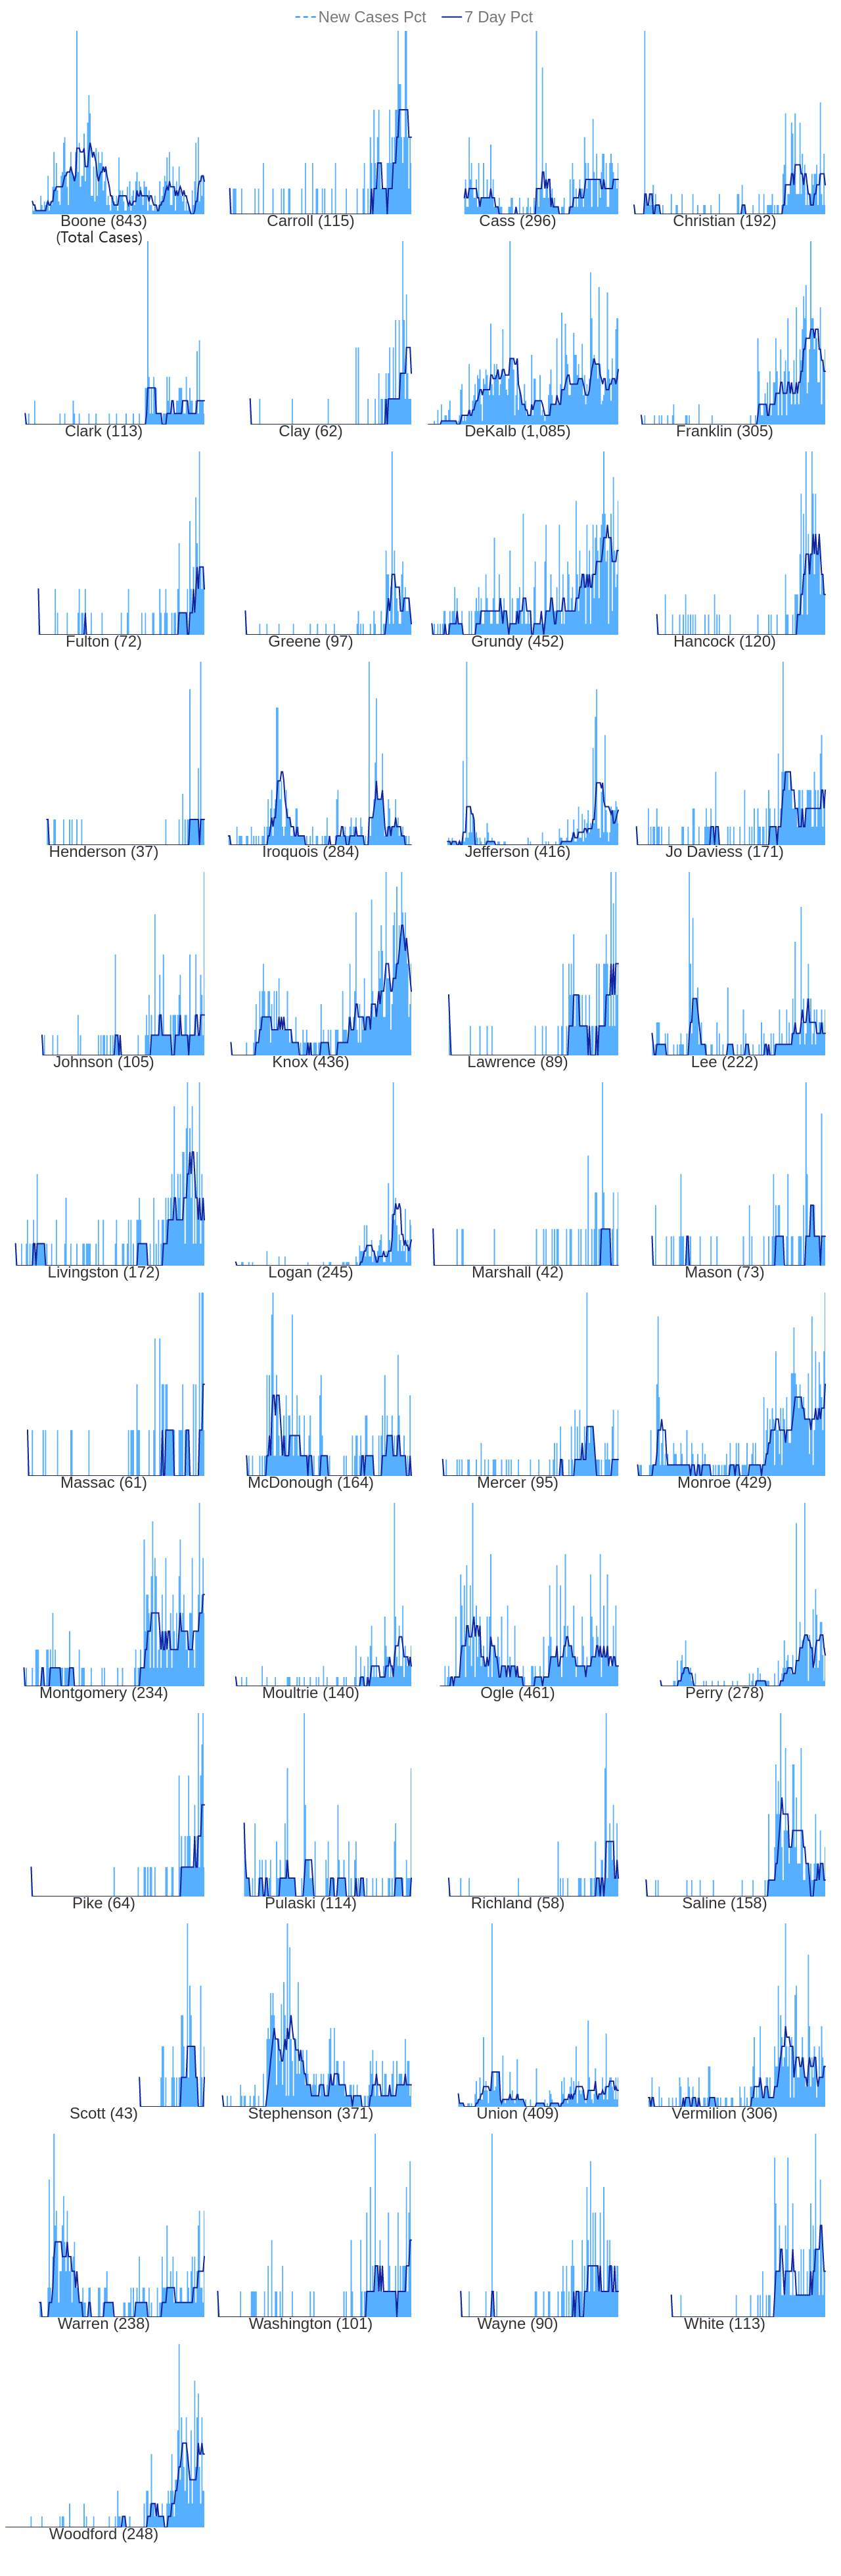 New Cases Pct 7 Day Pct
Boone (843) Carroll (115) Cass (296) Christian (192)
(Total Cases)
Clark (113) Clay (62) DeKalb (1,085) Franklin (305)
Fulton (72) Greene (97) Grundy (452) Hancock (120)
Henderson (37) Iroquois (284) Jefferson (416) Jo Daviess (171)
Johnson (105) Knox (436) Lawrence (89) Lee (222)
Livingston (172) Logan (245) Marshall (42) Mason (73)
Massac (61) McDonough (164) Mercer (95) Monroe (429)
Montgomery (234) Moultrie (140) Ogle (461) Perry (278)
Pike (64) Pulaski (114) Richland (58) Saline (158)
Scott (43) Stephenson (371) Union (409) Vermilion (306)
Warren (238) Washington (101) Wayne (90) White (113)
Woodford (248)